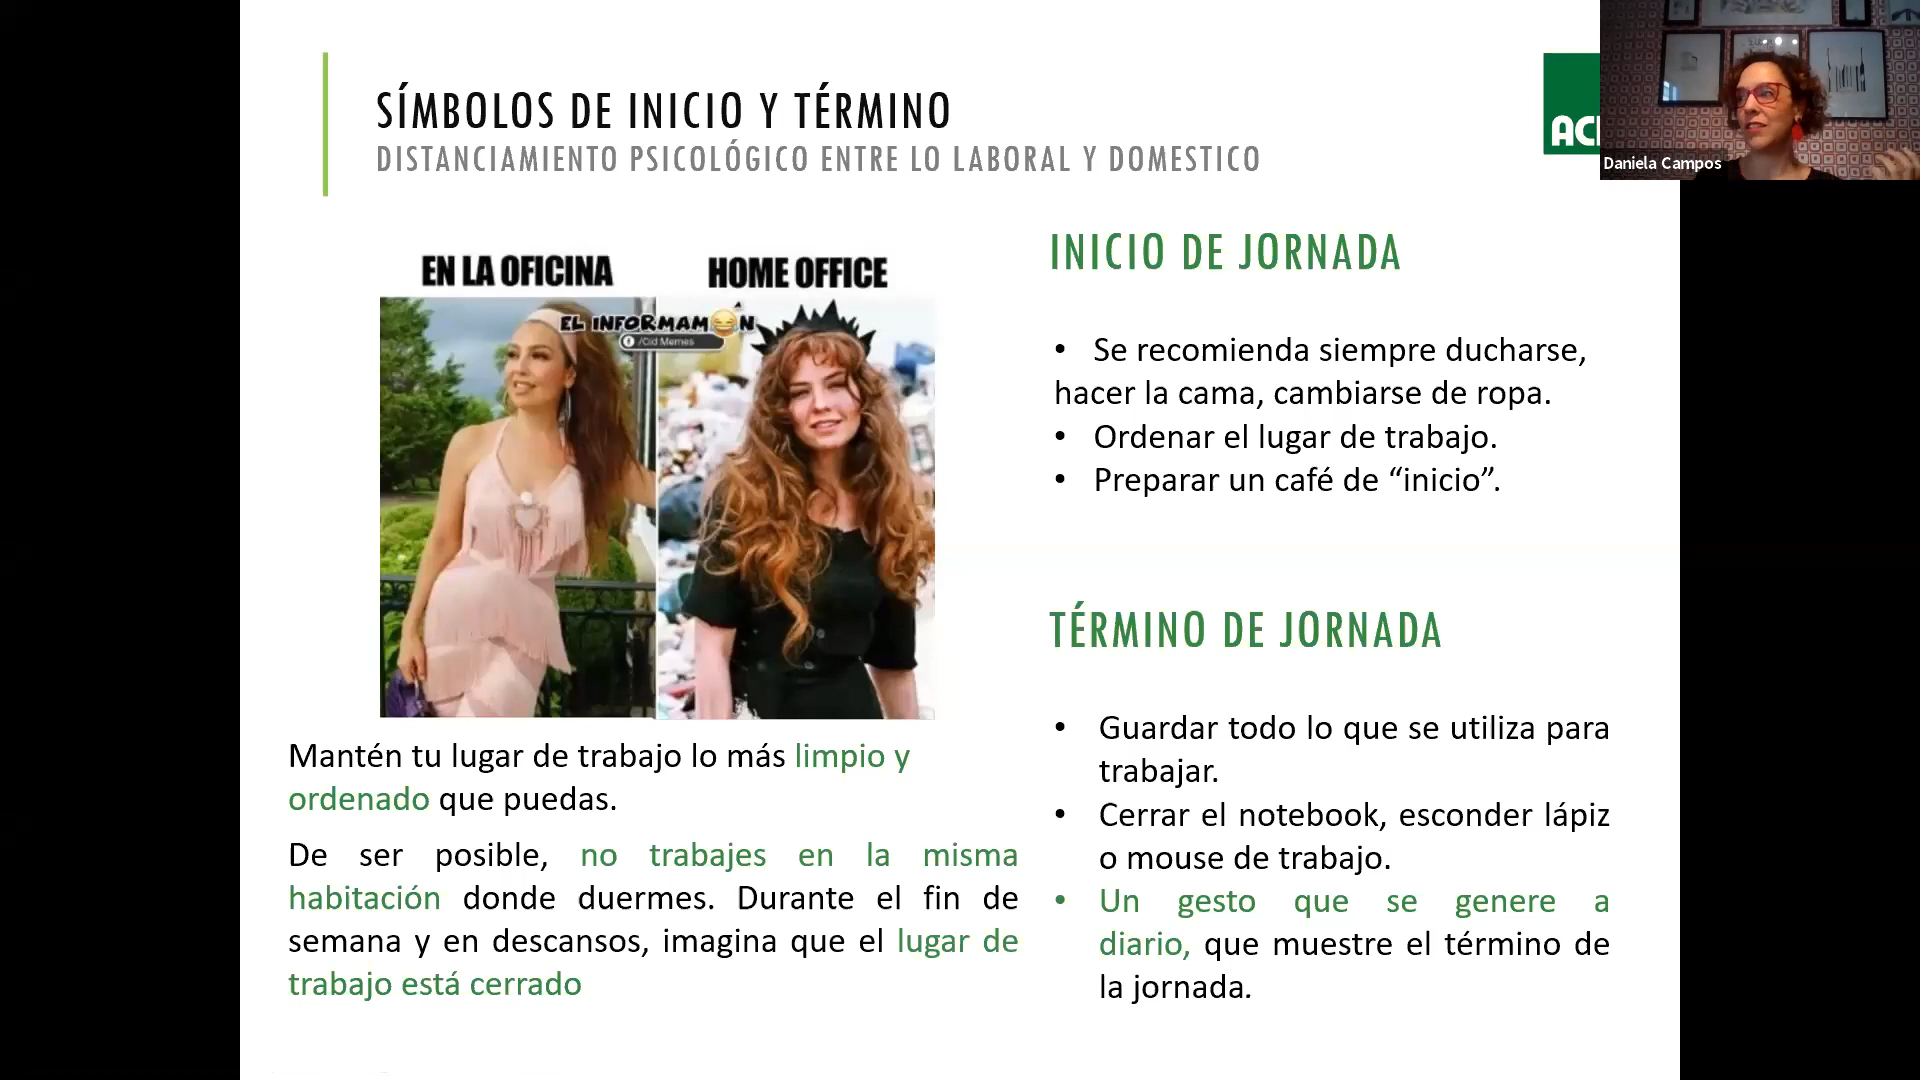 SÍMBOLOS DE INICIO Y TÉRMINO
DISTANCIAMIENTO PSICOLÓGICO ENTRE LO LABORAL Y DOMESTICO
Daniela Campos
EN LA OFICINA
HOME OFFICE
EL INFORMAM😂N
/Cid Memes
Mantén tu lugar de trabajo lo más limpio y
ordenado que puedas.
De ser posible, no trabajes en la misma
habitación donde duermes. Durante el fin de
semana y en descansos, imagina que el lugar de
trabajo está cerrado
INICIO DE JORNADA
• Se recomienda siempre ducharse,
hacer la cama, cambiarse de ropa.
• Ordenar el lugar de trabajo.
• Preparar un café de “inicio”.
TÉRMINO DE JORNADA
• Guardar todo lo que se utiliza para
trabajar.
• Cerrar el notebook, esconder lápiz
o mouse de trabajo.
• Un gesto que se genere a
diario, que muestre el término de
la jornada.